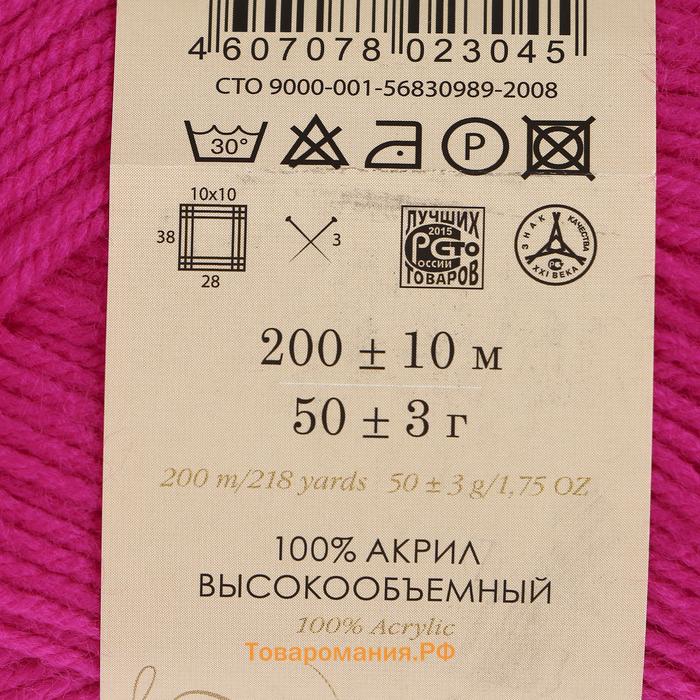 4 607078 023045
СТО 9000-001-56830989-2008
30° P
10x10
38
3
28
ЛУЧШИХ
2015
РОССИИ СТО
ТОВАРОВ
ЗНАК КАЧЕСТВА
XXI ВЕКА
200 ± 10 м
50 ± 3 г
200 m/218 yards 50 ± 3 g/1,75 OZ
100% АКРИЛ
ВЫСОКООБЪЕМНЫЙ
100% Acrylic
Товаромания.РФ